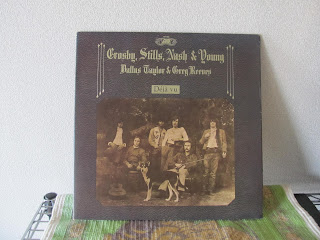 Crosby, Stills, Nash & Young
Dallas Taylor & Greg Reeves
Déjà vu